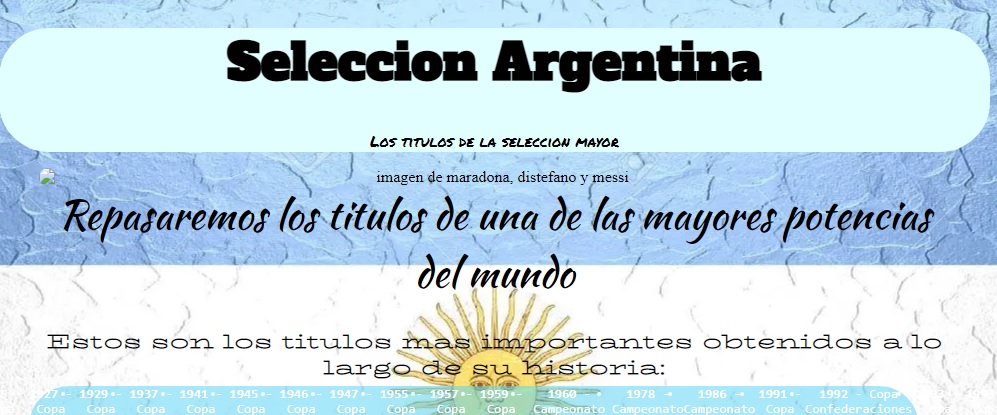 Seleccion Argentina
Los titulos de la seleccion mayor
imagen de maradona, distefano y messi
Repasaremos los titulos de una de las mayores potencias
del mundo
Estos son los titulos mas importantes obtenidos a lo
largo de su historia:
1929 •- 1937 •- 1941 •- 1945 •- 1946 •- 1947 •- 1955 •- 1957 •- 1959 •- 1960 • 1978 • 1986 • 1991 •- 1992 Copa
Copa Copa Copa Copa Copa Copa Copa Copa Copa Copa Campeonato Campeonato Campeonato Copa Confederaciones